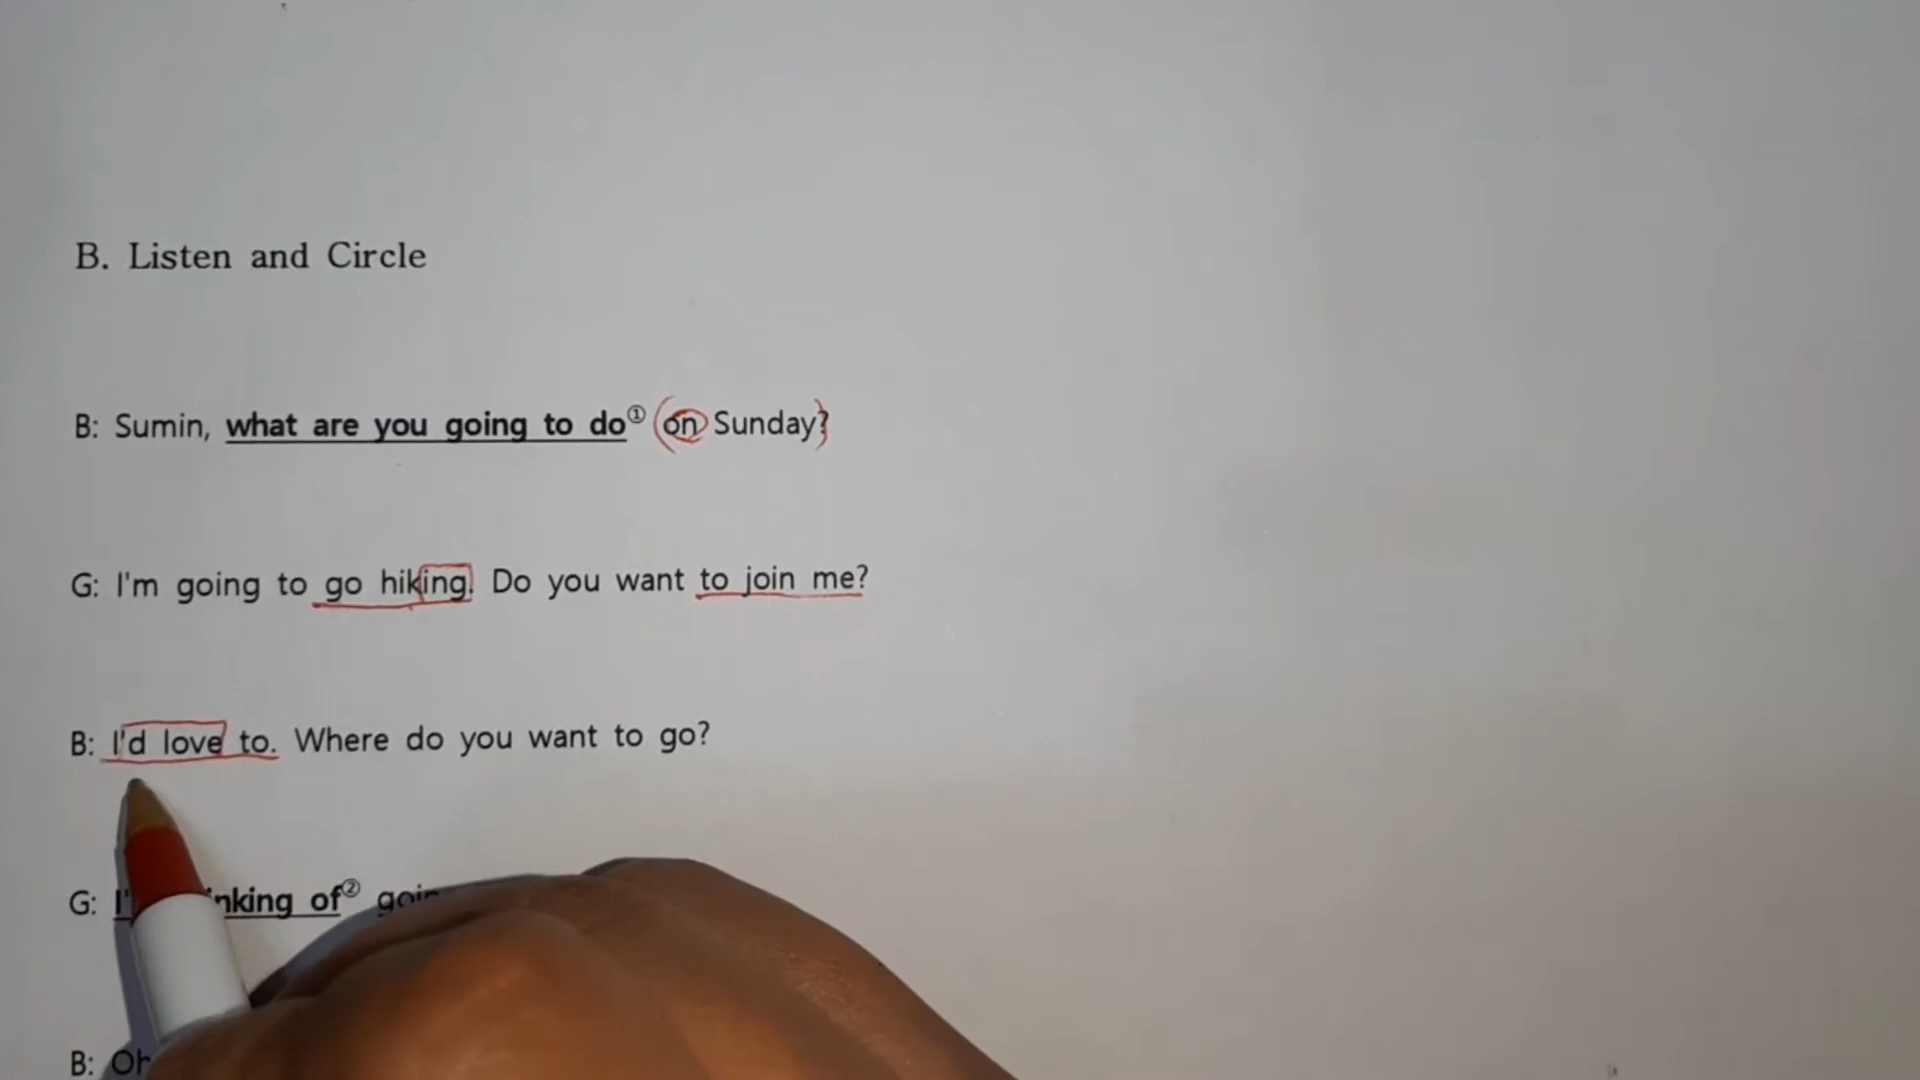 B. Listen and Circle
B: Sumin, what are you going to do① on Sunday?
G: I'm going to go hiking. Do you want to join me?
B: I'd love to. Where do you want to go?
G: of②
B: Oh